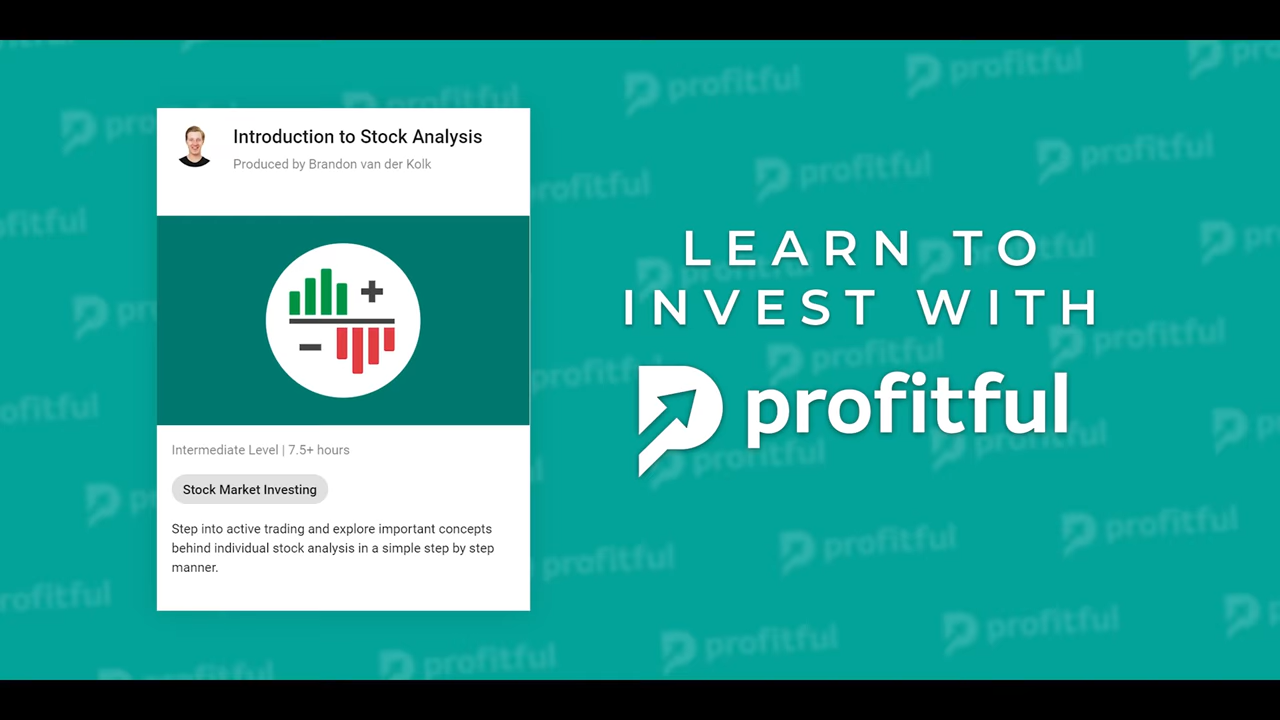 Introduction to Stock Analysis
Produced by Brandon van der Kolk
Intermediate Level | 7.5+ hours
Stock Market Investing
Step into active trading and explore important concepts
behind individual stock analysis in a simple step by step
manner.
LEARN TO
INVEST WITH
profitful